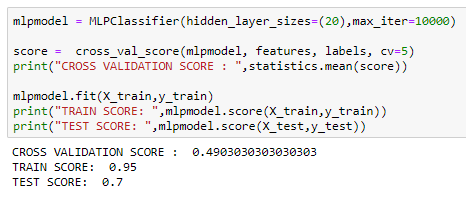 mlpmodel = MLPClassifier(hidden_layer_sizes=(20),max_iter=10000)
score =  cross_val_score(mlpmodel, features, labels, cv=5)
print("CROSS VALIDATION SCORE : ",statistics.mean(score))
mlpmodel.fit(X_train,y_train)
print("TRAIN SCORE: ",mlpmodel.score(X_train,y_train))
print("TEST SCORE: ",mlpmodel.score(X_test,y_test))
CROSS VALIDATION SCORE :  0.4903030303030303
TRAIN SCORE:  0.95
TEST SCORE:  0.7